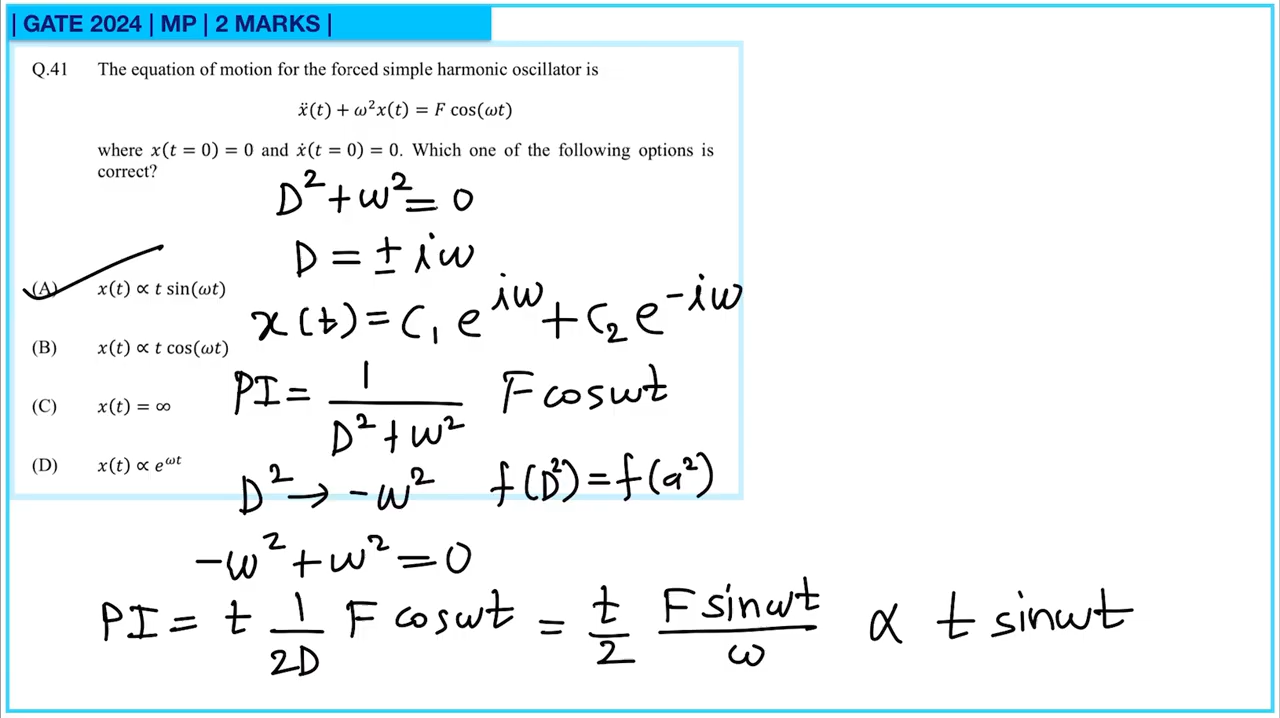 | GATE 2024 | MP | 2 MARKS |
Q.41 The equation of motion for the forced simple harmonic oscillator is
ẍ(t) + ω²x(t) = F cos(ωt)
where x(t = 0) = 0 and ẋ(t = 0) = 0. Which one of the following options is
correct?
D² + ω² = 0
D = ± iω
(A) x(t) ∝ t sin(ωt)
x(t) = C₁ e^{iω} + C₂ e^{-iω}
(B) x(t) ∝ t cos(ωt)
PI = 1/(D² + ω²) F cosωt
(C) x(t) = ∞
(D) x(t) ∝ e^{ωt}
D² → -ω² f(D²) = f(a²)
-ω² + ω² = 0
PI = t 1/2D F cosωt = t/2 F sinωt/ω ∝ t sinωt